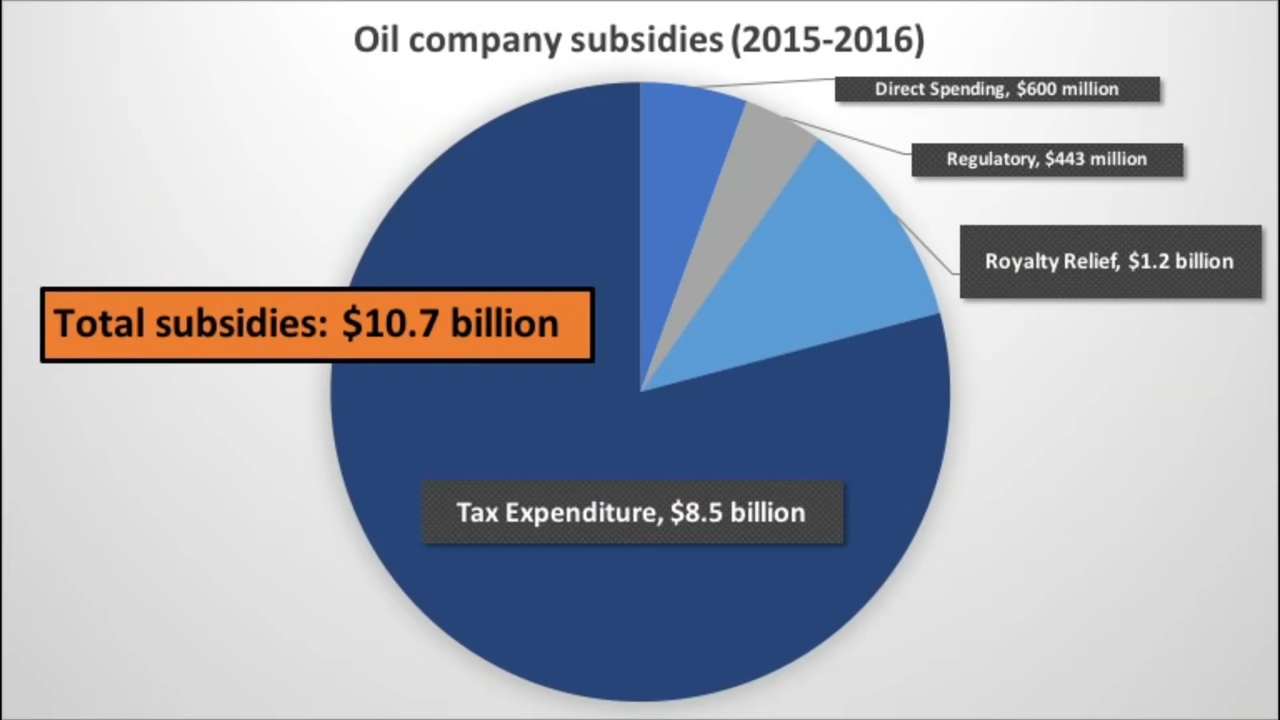 Oil company subsidies (2015-2016)
Direct Spending, $600 million
Regulatory, $443 million
Royalty Relief, $1.2 billion
Total subsidies: $10.7 billion
Tax Expenditure, $8.5 billion